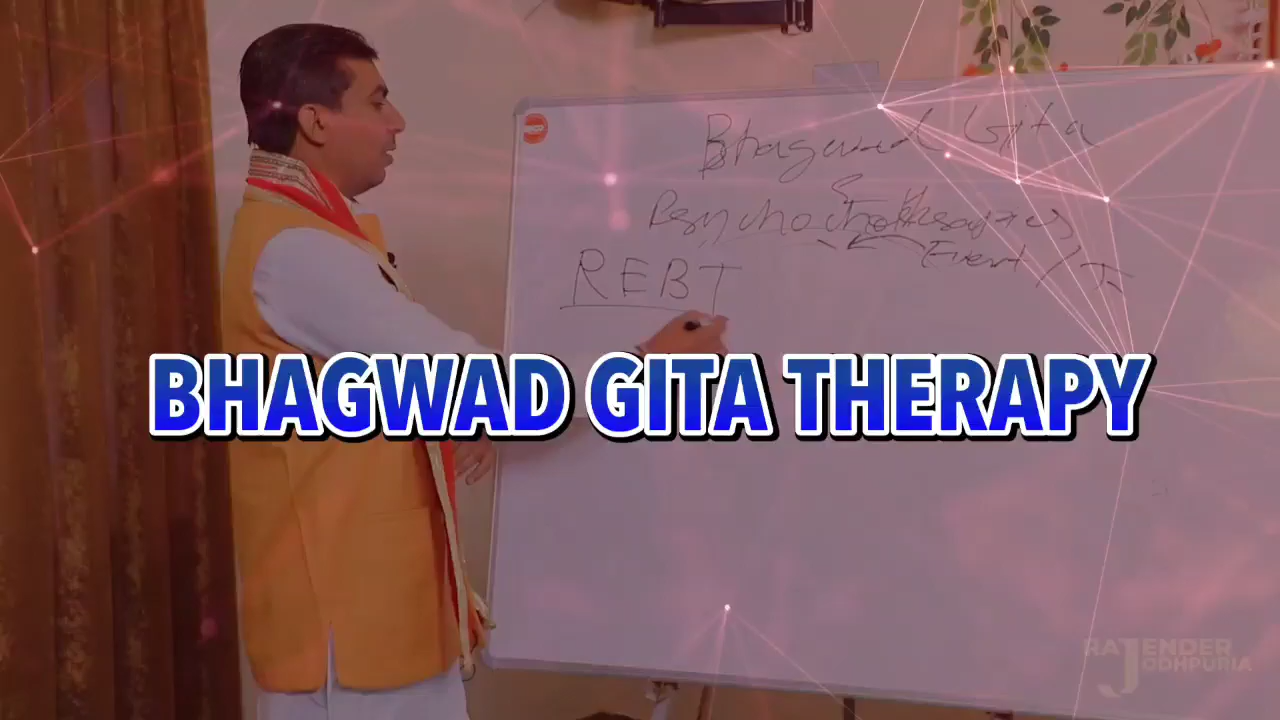 Bhagwad Gita
&
REBT
Event /
BHAGWAD GITA THERAPY
RAJENDER
JODHPURIA